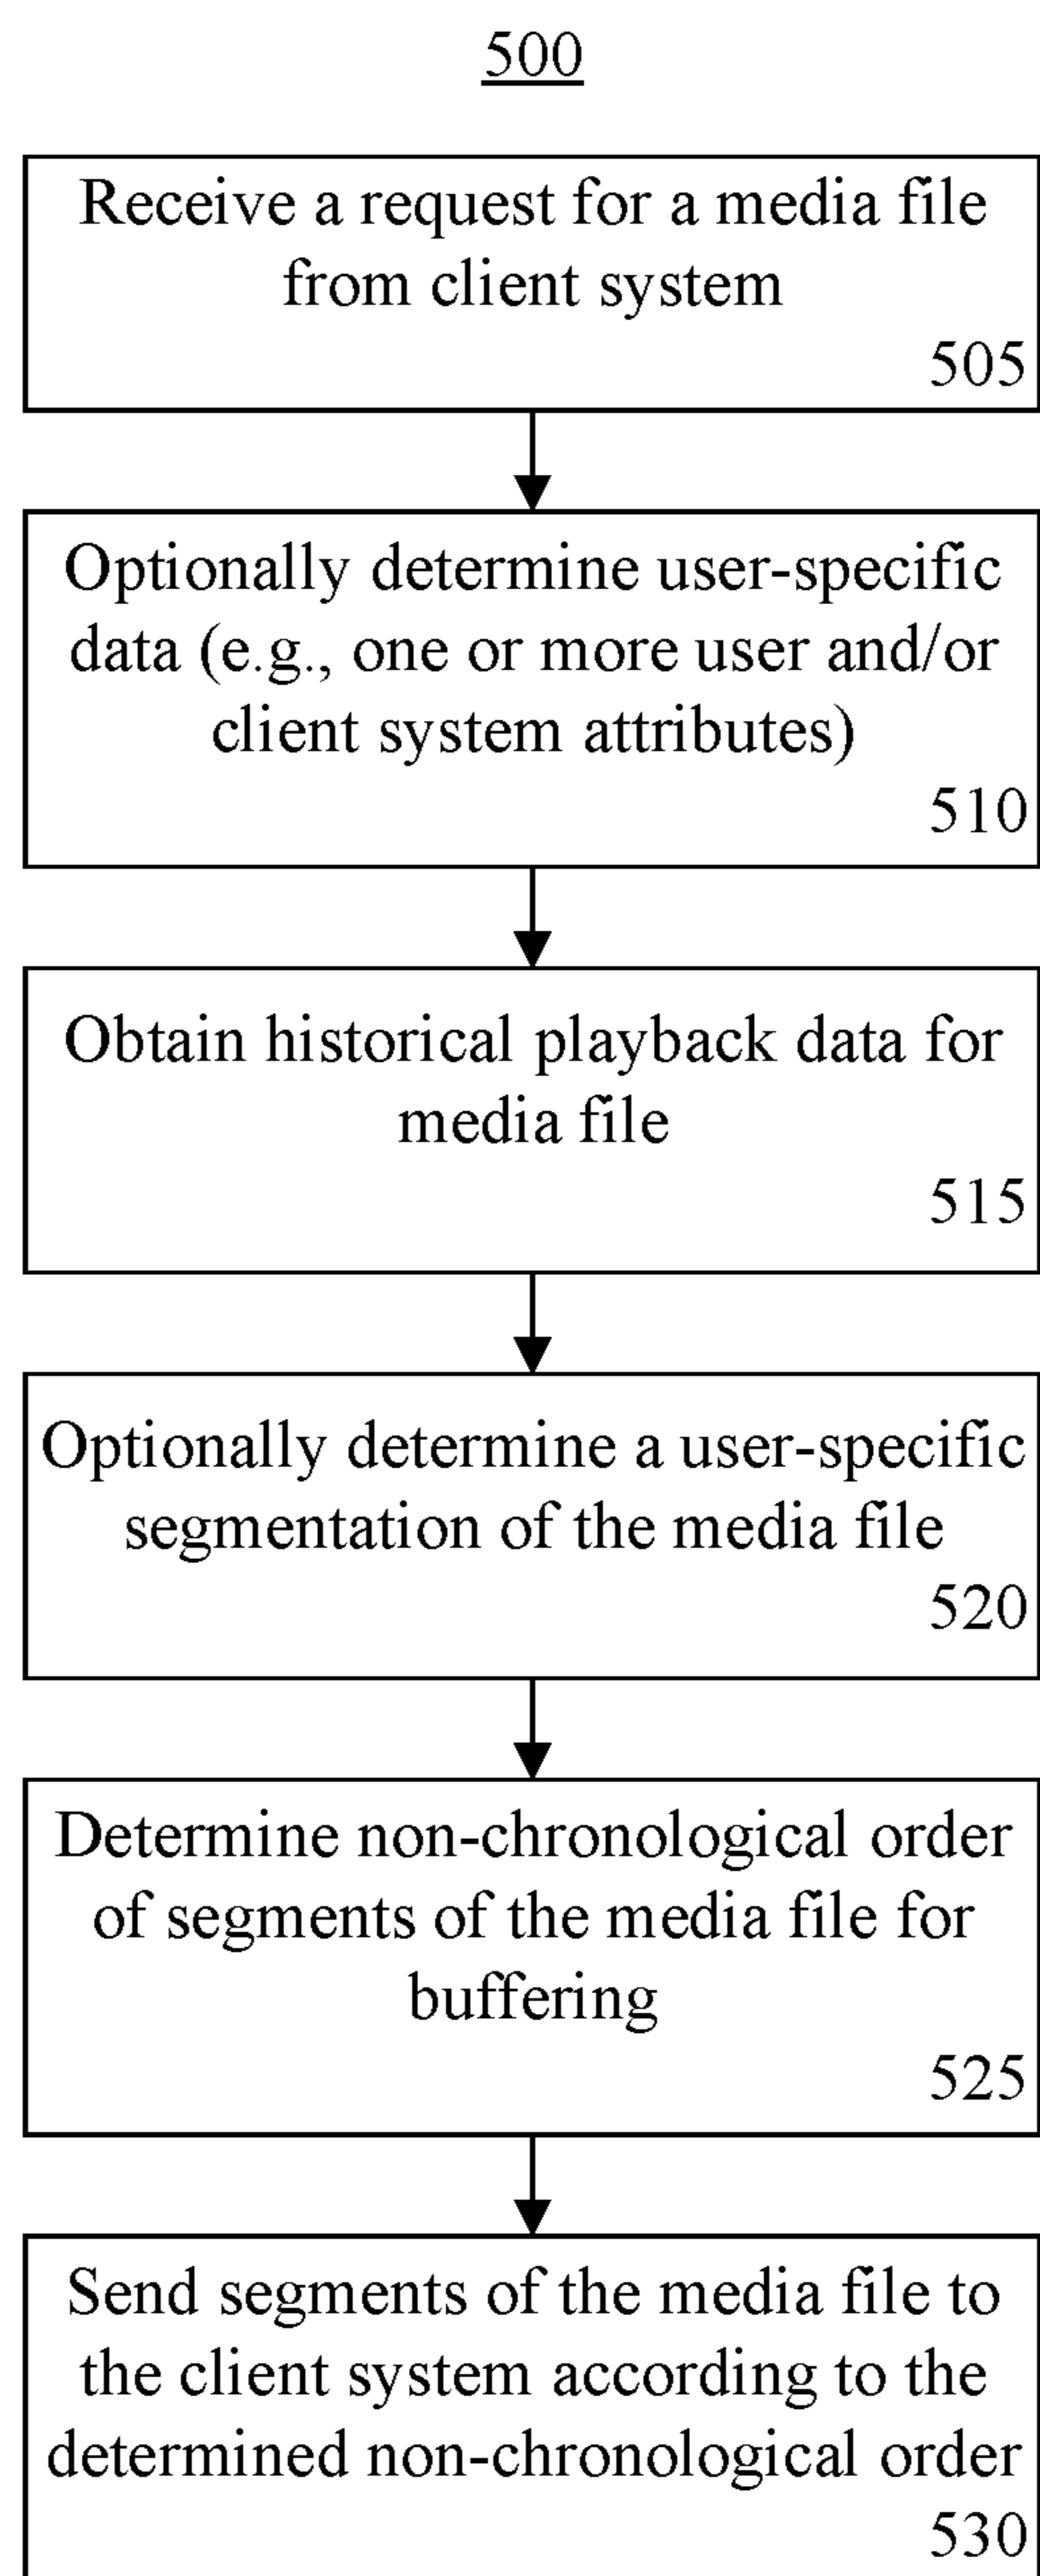 500
Receive a request for a media file
from client system
505
Optionally determine user-specific
data (e.g., one or more user and/or
client system attributes)
510
Obtain historical playback data for
media file
515
Optionally determine a user-specific
segmentation of the media file
520
Determine non-chronological order
of segments of the media file for
buffering
525
Send segments of the media file to
the client system according to the
determined non-chronological order
530